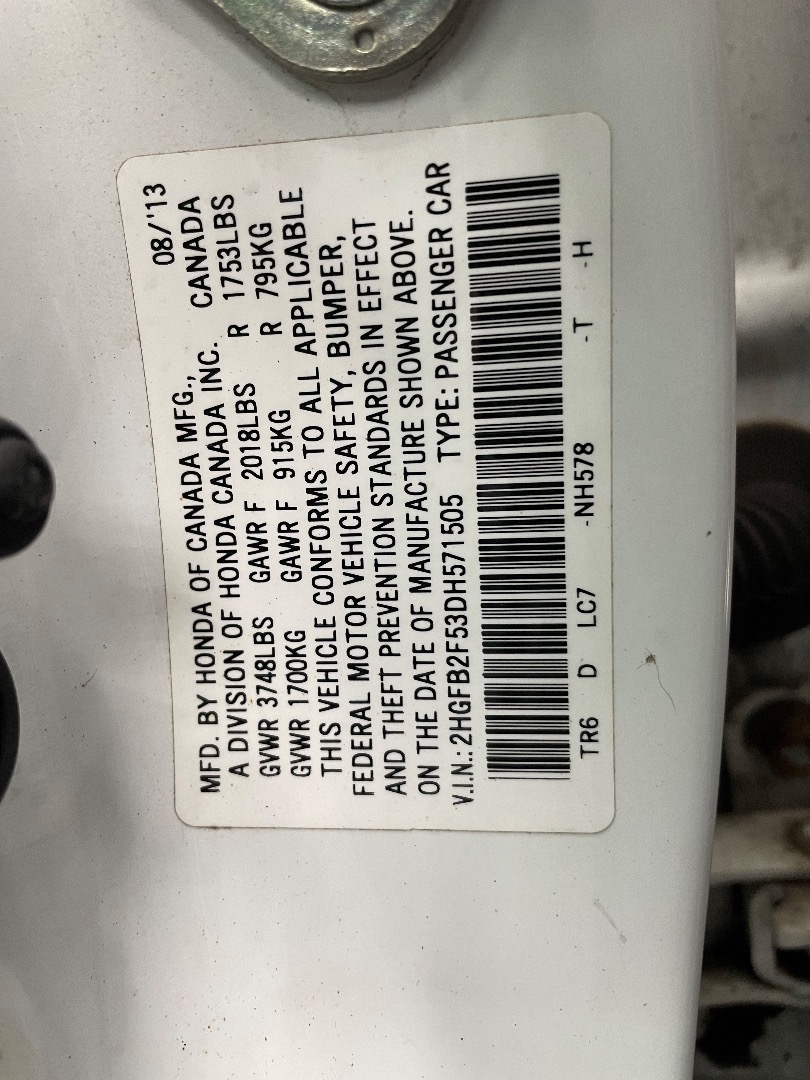 08/'13
MFD. BY HONDA OF CANADA MFG.,
A DIVISION OF HONDA CANADA INC. CANADA
GVWR 3748LBS GAWR F 2018LBS R 1753LBS
GVWR 1700KG GAWR F 915KG R 795KG
THIS VEHICLE CONFORMS TO ALL APPLICABLE
FEDERAL MOTOR VEHICLE SAFETY, BUMPER,
AND THEFT PREVENTION STANDARDS IN EFFECT
ON THE DATE OF MANUFACTURE SHOWN ABOVE.
V.I.N.: 2HGFB2F53DH571505 TYPE: PASSENGER CAR
TR6 D LC7 -NH578 -T -H